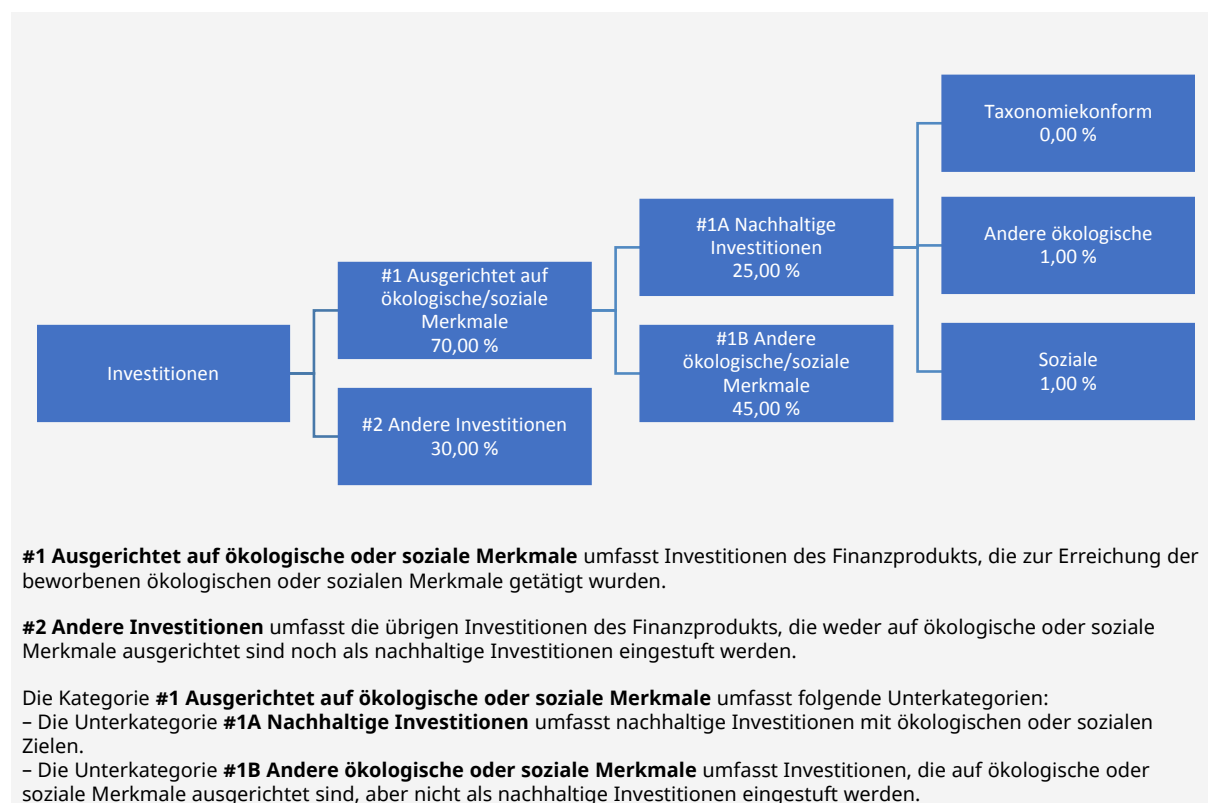 Taxonomiekonform
0,00 %
#1A Nachhaltige
Investitionen
25,00 %
Andere ökologische
1,00 %
#1 Ausgerichtet auf
ökologische/soziale
Merkmale
70,00 %
Investitionen
#1B Andere
ökologische/soziale
Merkmale
45,00 %
Soziale
1,00 %
#2 Andere Investitionen
30,00 %
#1 Ausgerichtet auf ökologische oder soziale Merkmale umfasst Investitionen des Finanzprodukts, die zur Erreichung der
beworbenen ökologischen oder sozialen Merkmale getätigt wurden.
#2 Andere Investitionen umfasst die übrigen Investitionen des Finanzprodukts, die weder auf ökologische oder soziale
Merkmale ausgerichtet sind noch als nachhaltige Investitionen eingestuft werden.
Die Kategorie #1 Ausgerichtet auf ökologische oder soziale Merkmale umfasst folgende Unterkategorien:
– Die Unterkategorie #1A Nachhaltige Investitionen umfasst nachhaltige Investitionen mit ökologischen oder sozialen
Zielen.
– Die Unterkategorie #1B Andere ökologische oder soziale Merkmale umfasst Investitionen, die auf ökologische oder
soziale Merkmale ausgerichtet sind, aber nicht als nachhaltige Investitionen eingestuft werden.